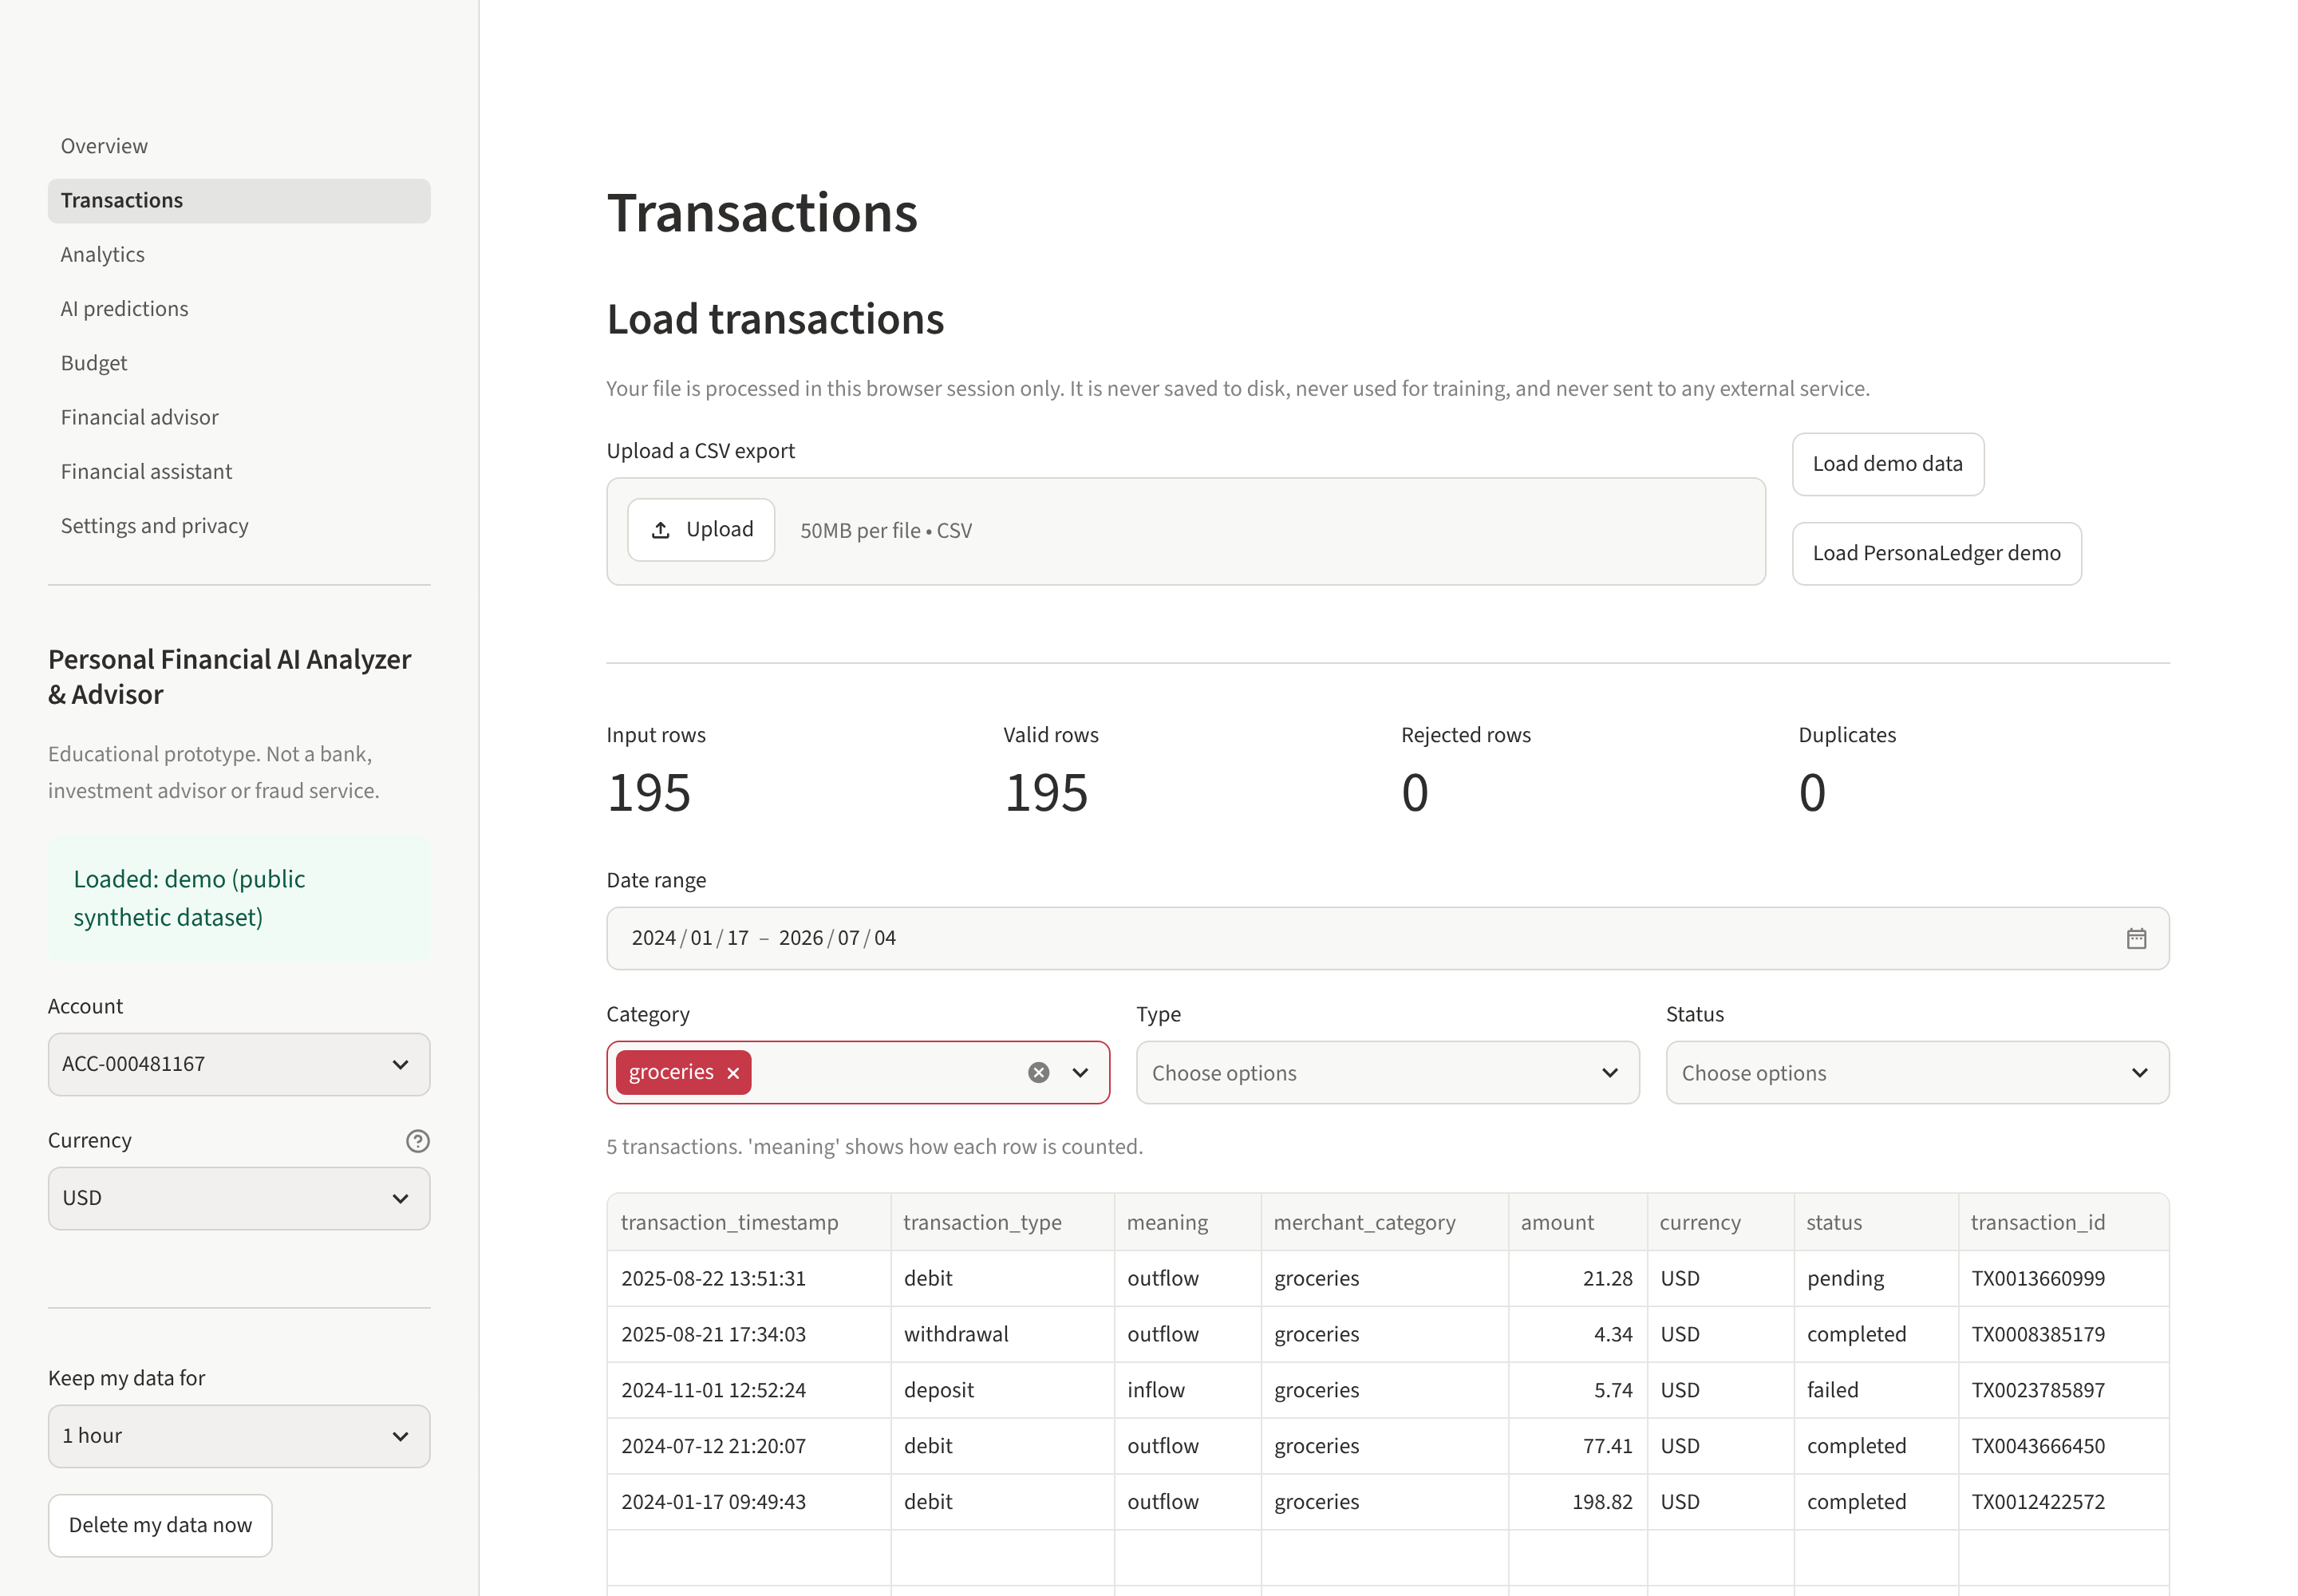 Overview
Transactions
Analytics
AI predictions
Budget
Financial advisor
Financial assistant
Settings and privacy
Personal Financial AI Analyzer
& Advisor
Educational prototype. Not a bank,
investment advisor or fraud service.
Loaded: demo (public
synthetic dataset)
Account
ACC-000481167
Currency
USD
Keep my data for
1 hour
Delete my data now
Transactions
Load transactions
Your file is processed in this browser session only. It is never saved to disk, never used for training, and never sent to any external service.
Upload a CSV export
Upload 50MB per file • CSV
Load demo data
Load PersonaLedger demo
Input rows Valid rows Rejected rows Duplicates
195 195 0 0
Date range
2024/01/17 – 2026/07/04
Category Type Status
groceries Choose options Choose options
5 transactions. 'meaning' shows how each row is counted.
transaction_timestamp transaction_type meaning merchant_category amount currency status transaction_id
2025-08-22 13:51:31 debit outflow groceries 21.28 USD pending TX0013660999
2025-08-21 17:34:03 withdrawal outflow groceries 4.34 USD completed TX0008385179
2024-11-01 12:52:24 deposit inflow groceries 5.74 USD failed TX0023785897
2024-07-12 21:20:07 debit outflow groceries 77.41 USD completed TX0043666450
2024-01-17 09:49:43 debit outflow groceries 198.82 USD completed TX0012422572